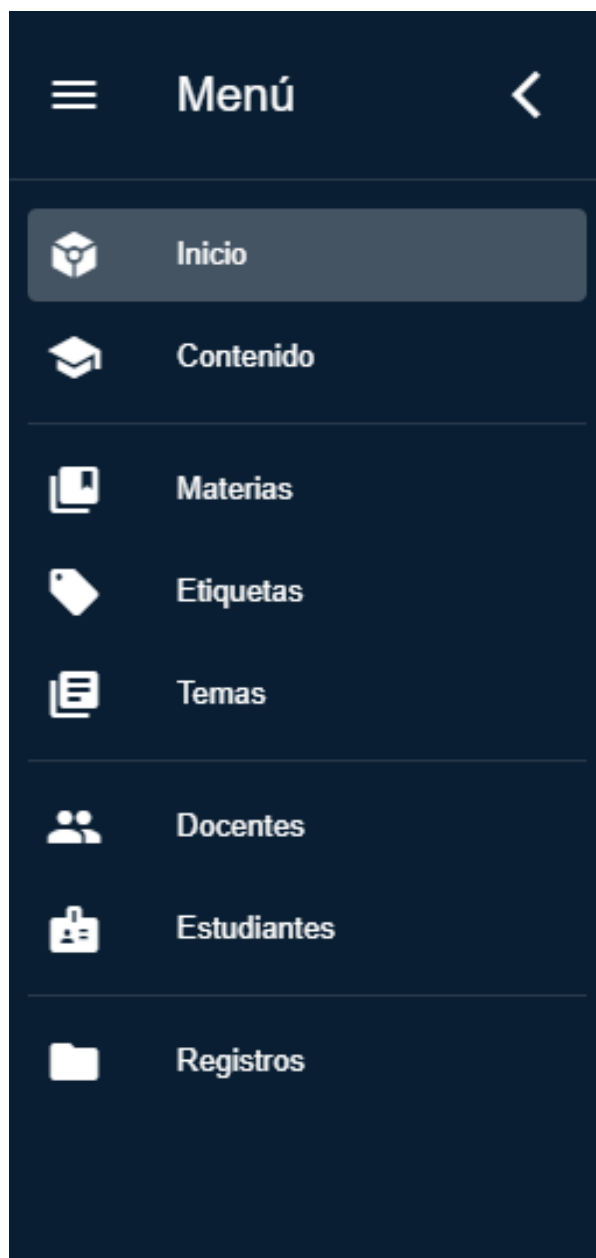 Menú
Inicio
Contenido
Materias
Etiquetas
Temas
Docentes
Estudiantes
Registros